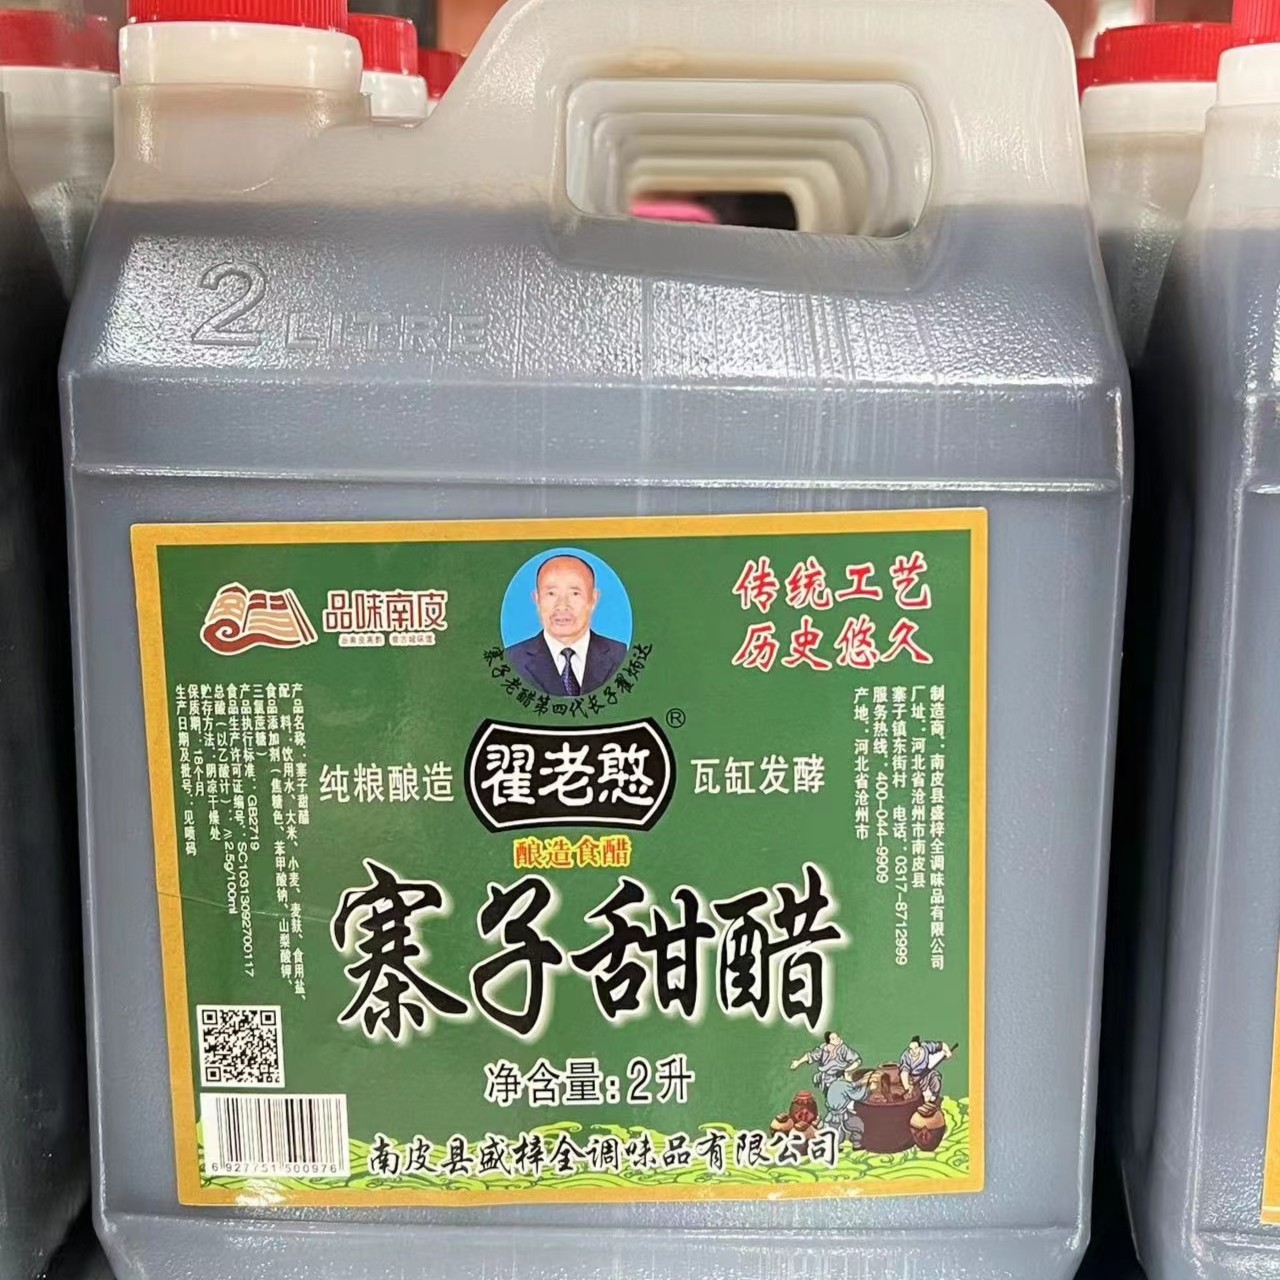 2 LITRE
品味南皮
寨子老醋第四代长子翟炳达
传统工艺
历史悠久
纯粮酿造
翟老憨
®
瓦缸发酵
酿造食醋
寨子甜醋
净含量:2升
产品名称：寨子甜醋
配 料：饮用水、大米、小麦、麦麸、食用盐、
食品添加剂（焦糖色、苯甲酸钠、山梨酸钾、
三氯蔗糖）
产品执行标准：GB2719
食品生产许可证编号：SC10313092700117
总酸（以乙酸计）：≥2.5g/100ml
贮存方法：阴凉干燥处
保质期：18个月
生产日期及批号：见喷码
制造商：南皮县盛梓全调味品有限公司
厂址：河北省沧州市南皮县
寨子镇东街村 电话：0317-8712999
服务热线：400-044-9909
产地：河北省沧州市
6 927751 500976
南皮县盛梓全调味品有限公司